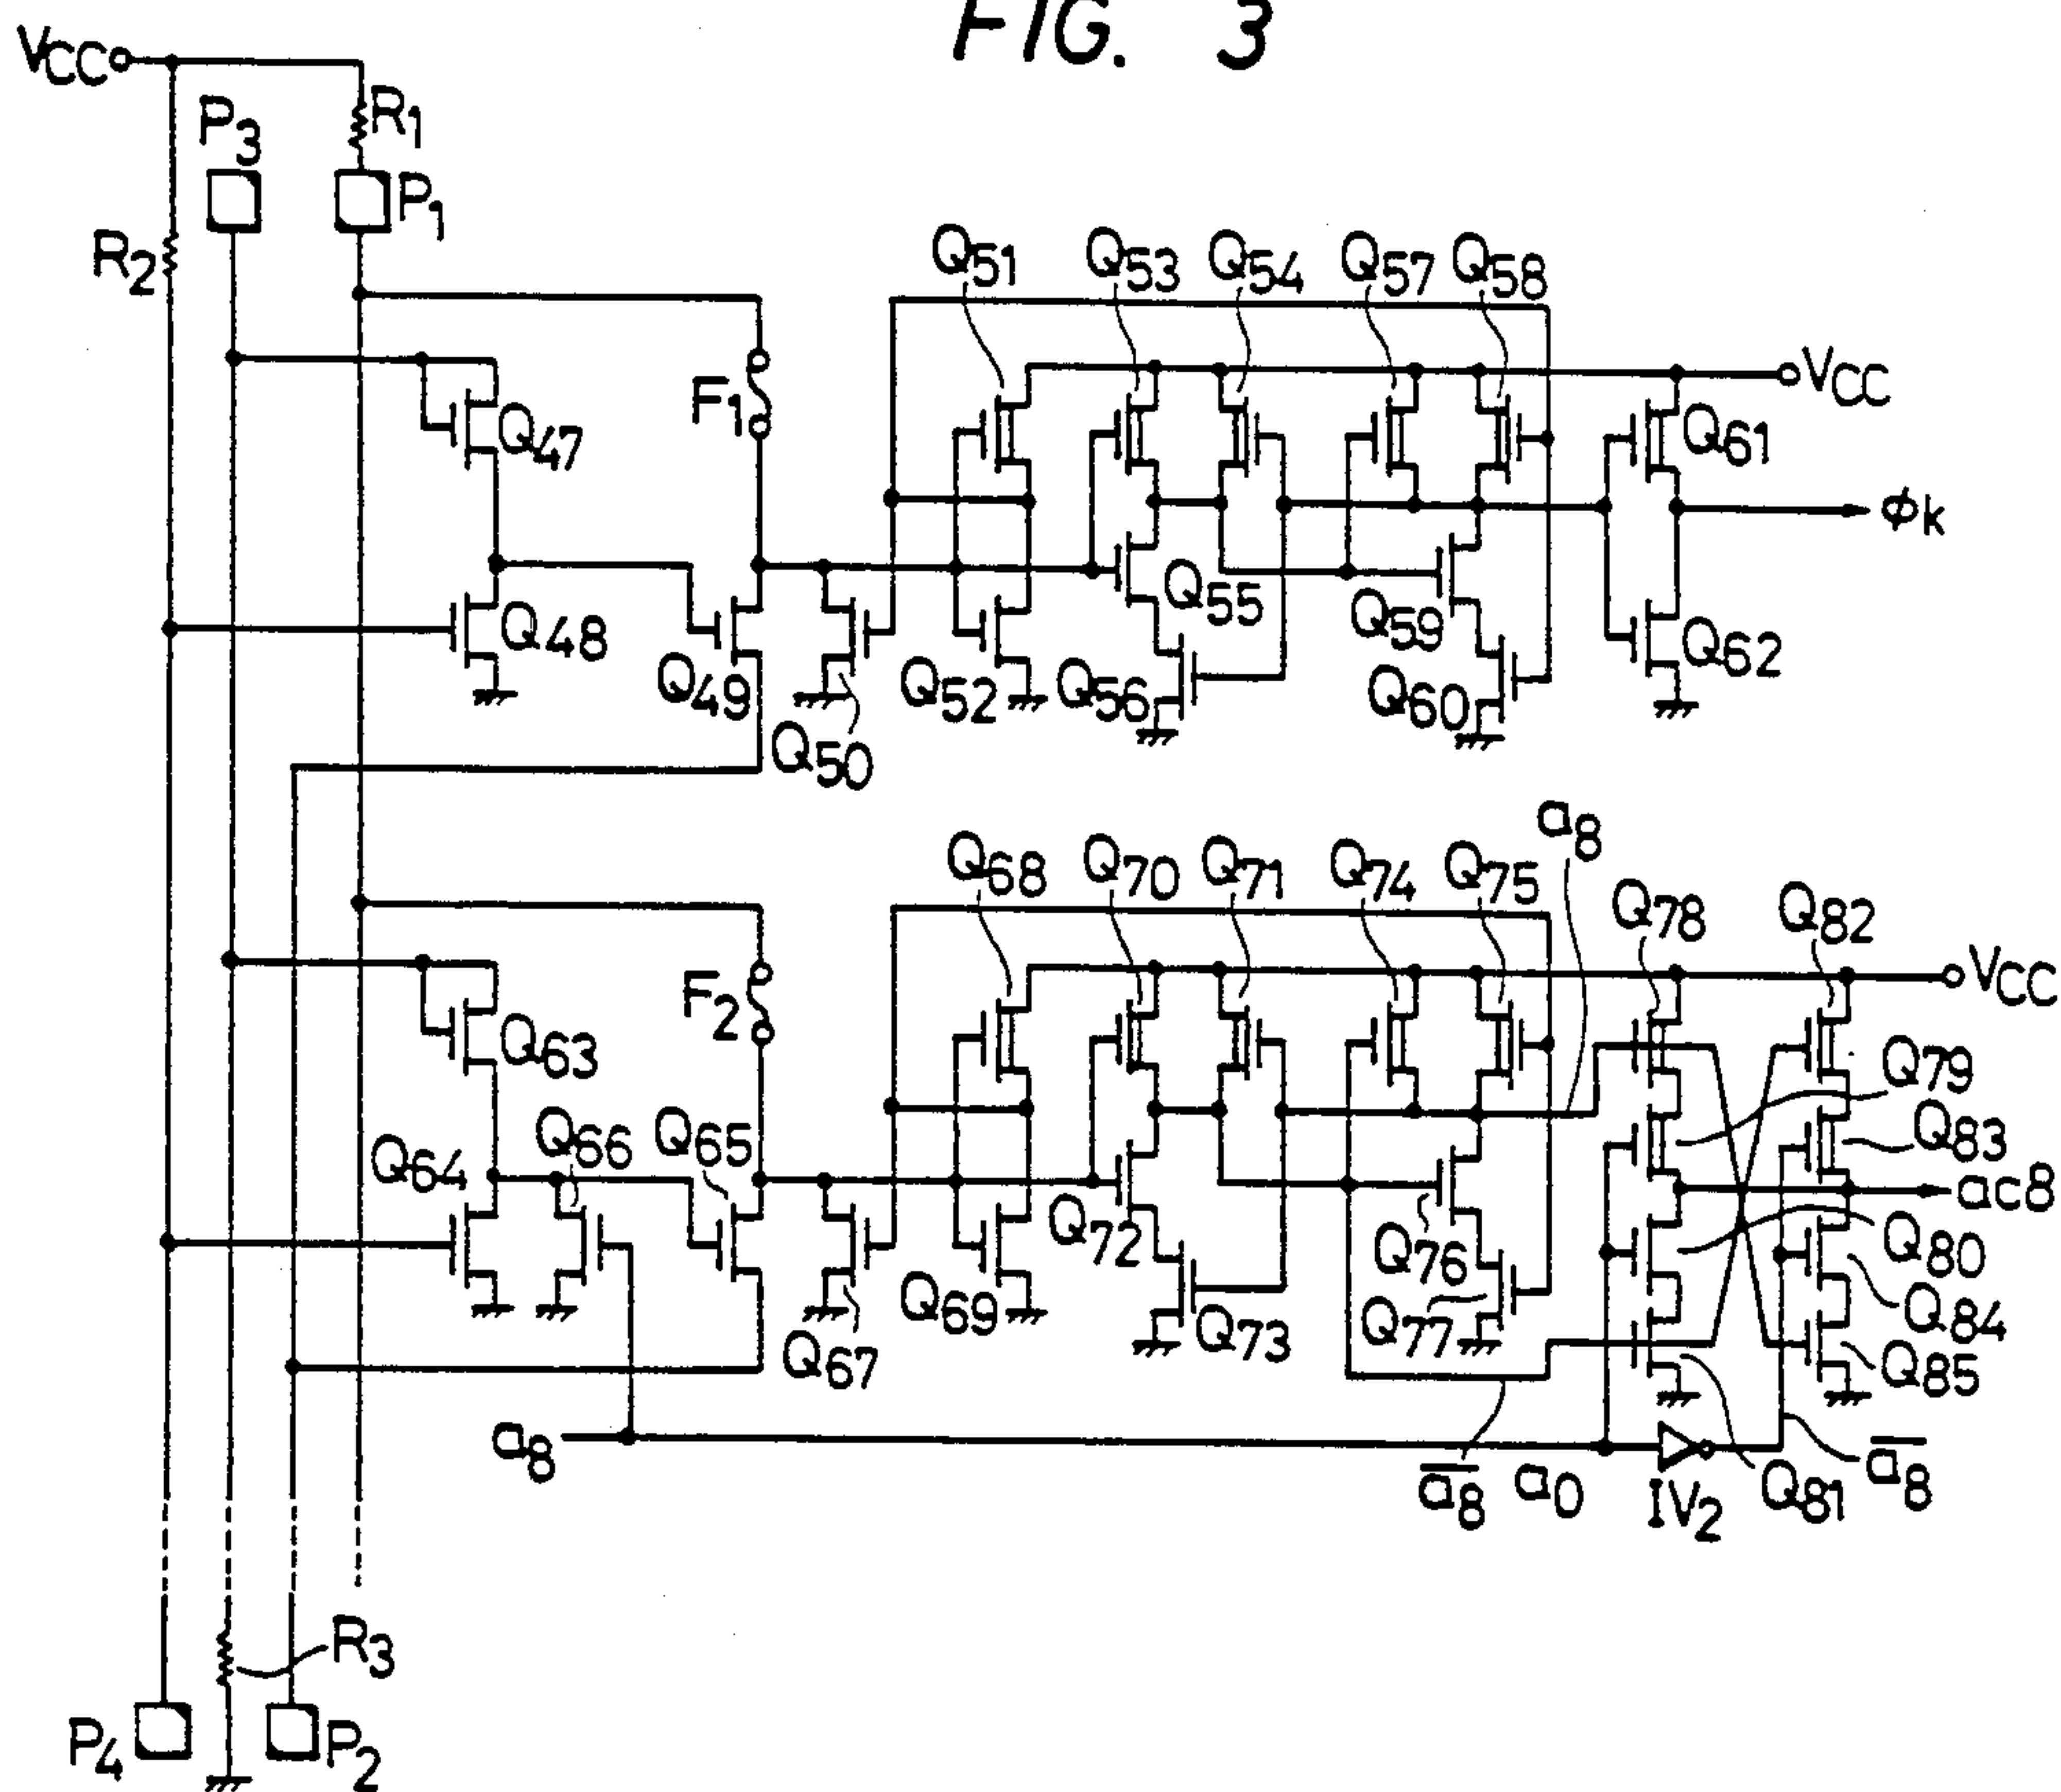 FIG. 3
VCC
P3
R1
P1
R2
Q51
Q53
Q54
Q57
Q58
VCC
F1
Q47
Q61
ϕk
Q55
Q48
Q59
Q62
Q49
Q52
Q56
Q60
Q50
a8
Q68
Q70
Q71
Q74
Q75
Q78
Q82
VCC
F2
Q63
Q79
Q83
Q66
Q65
Q64
ac8
Q72
Q76
Q80
Q69
Q84
Q73
Q77
Q67
Q85
a8
a̅8̅
a0
IV2
Q81
a̅8̅
R3
P4
P2